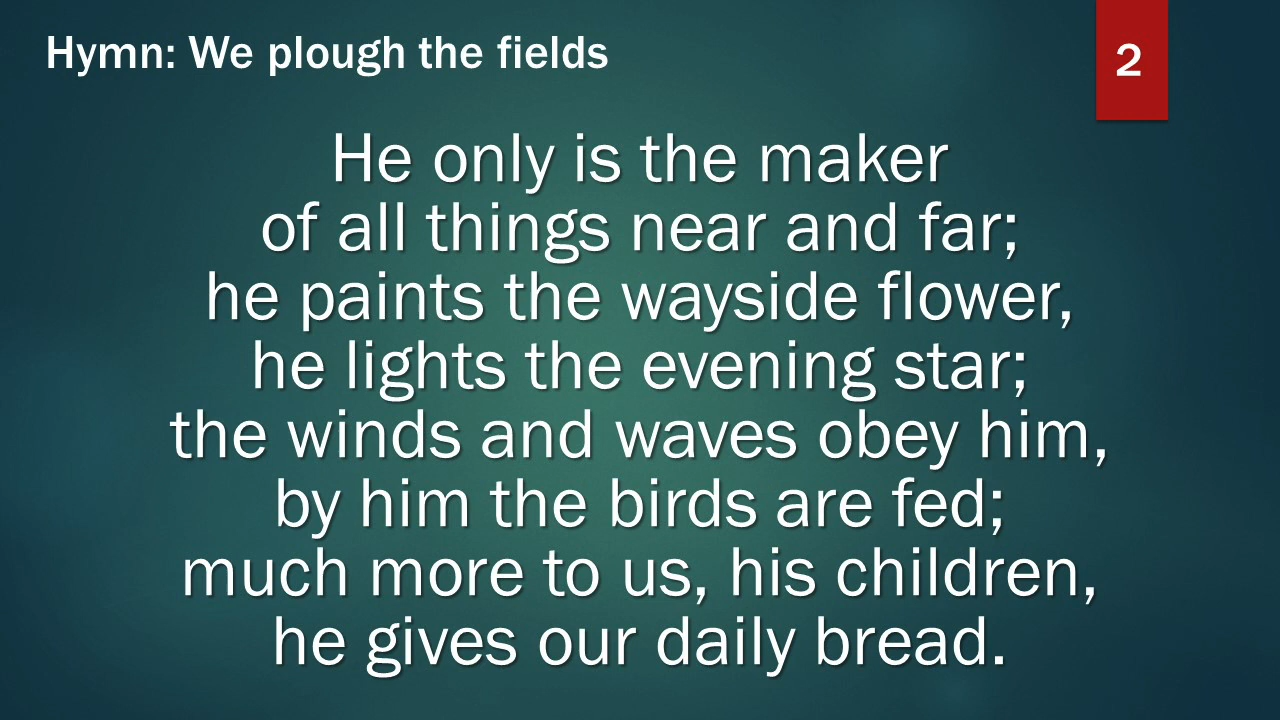 Hymn: We plough the fields
2
He only is the maker
of all things near and far;
he paints the wayside flower,
he lights the evening star;
the winds and waves obey him,
by him the birds are fed;
much more to us, his children,
he gives our daily bread.